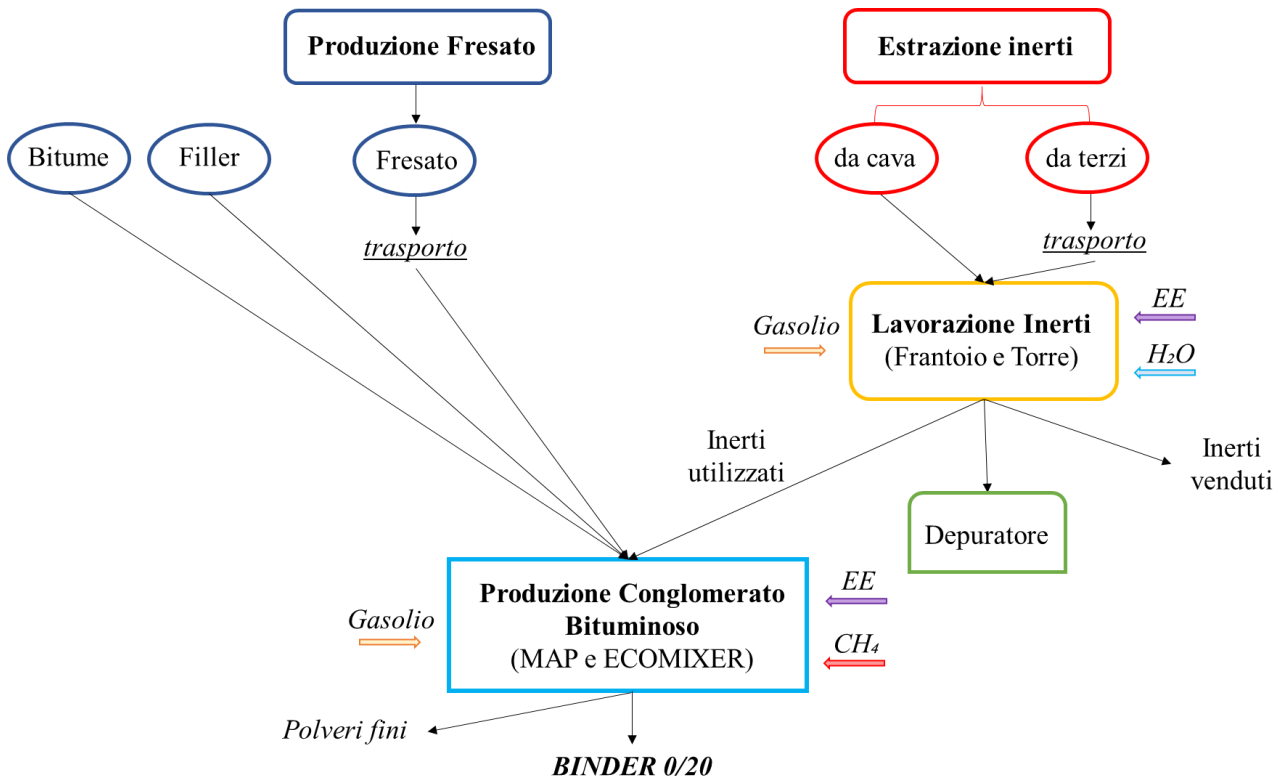 Produzione Fresato
Estrazione inerti
Bitume
Filler
Fresato
da cava
da terzi
trasporto
trasporto
Gasolio
Lavorazione Inerti
(Frantoio e Torre)
EE
H₂O
Inerti
utilizzati
Inerti
venduti
Depuratore
Gasolio
Produzione Conglomerato
Bituminoso
(MAP e ECOMIXER)
EE
CH₄
Polveri fini
BINDER 0/20